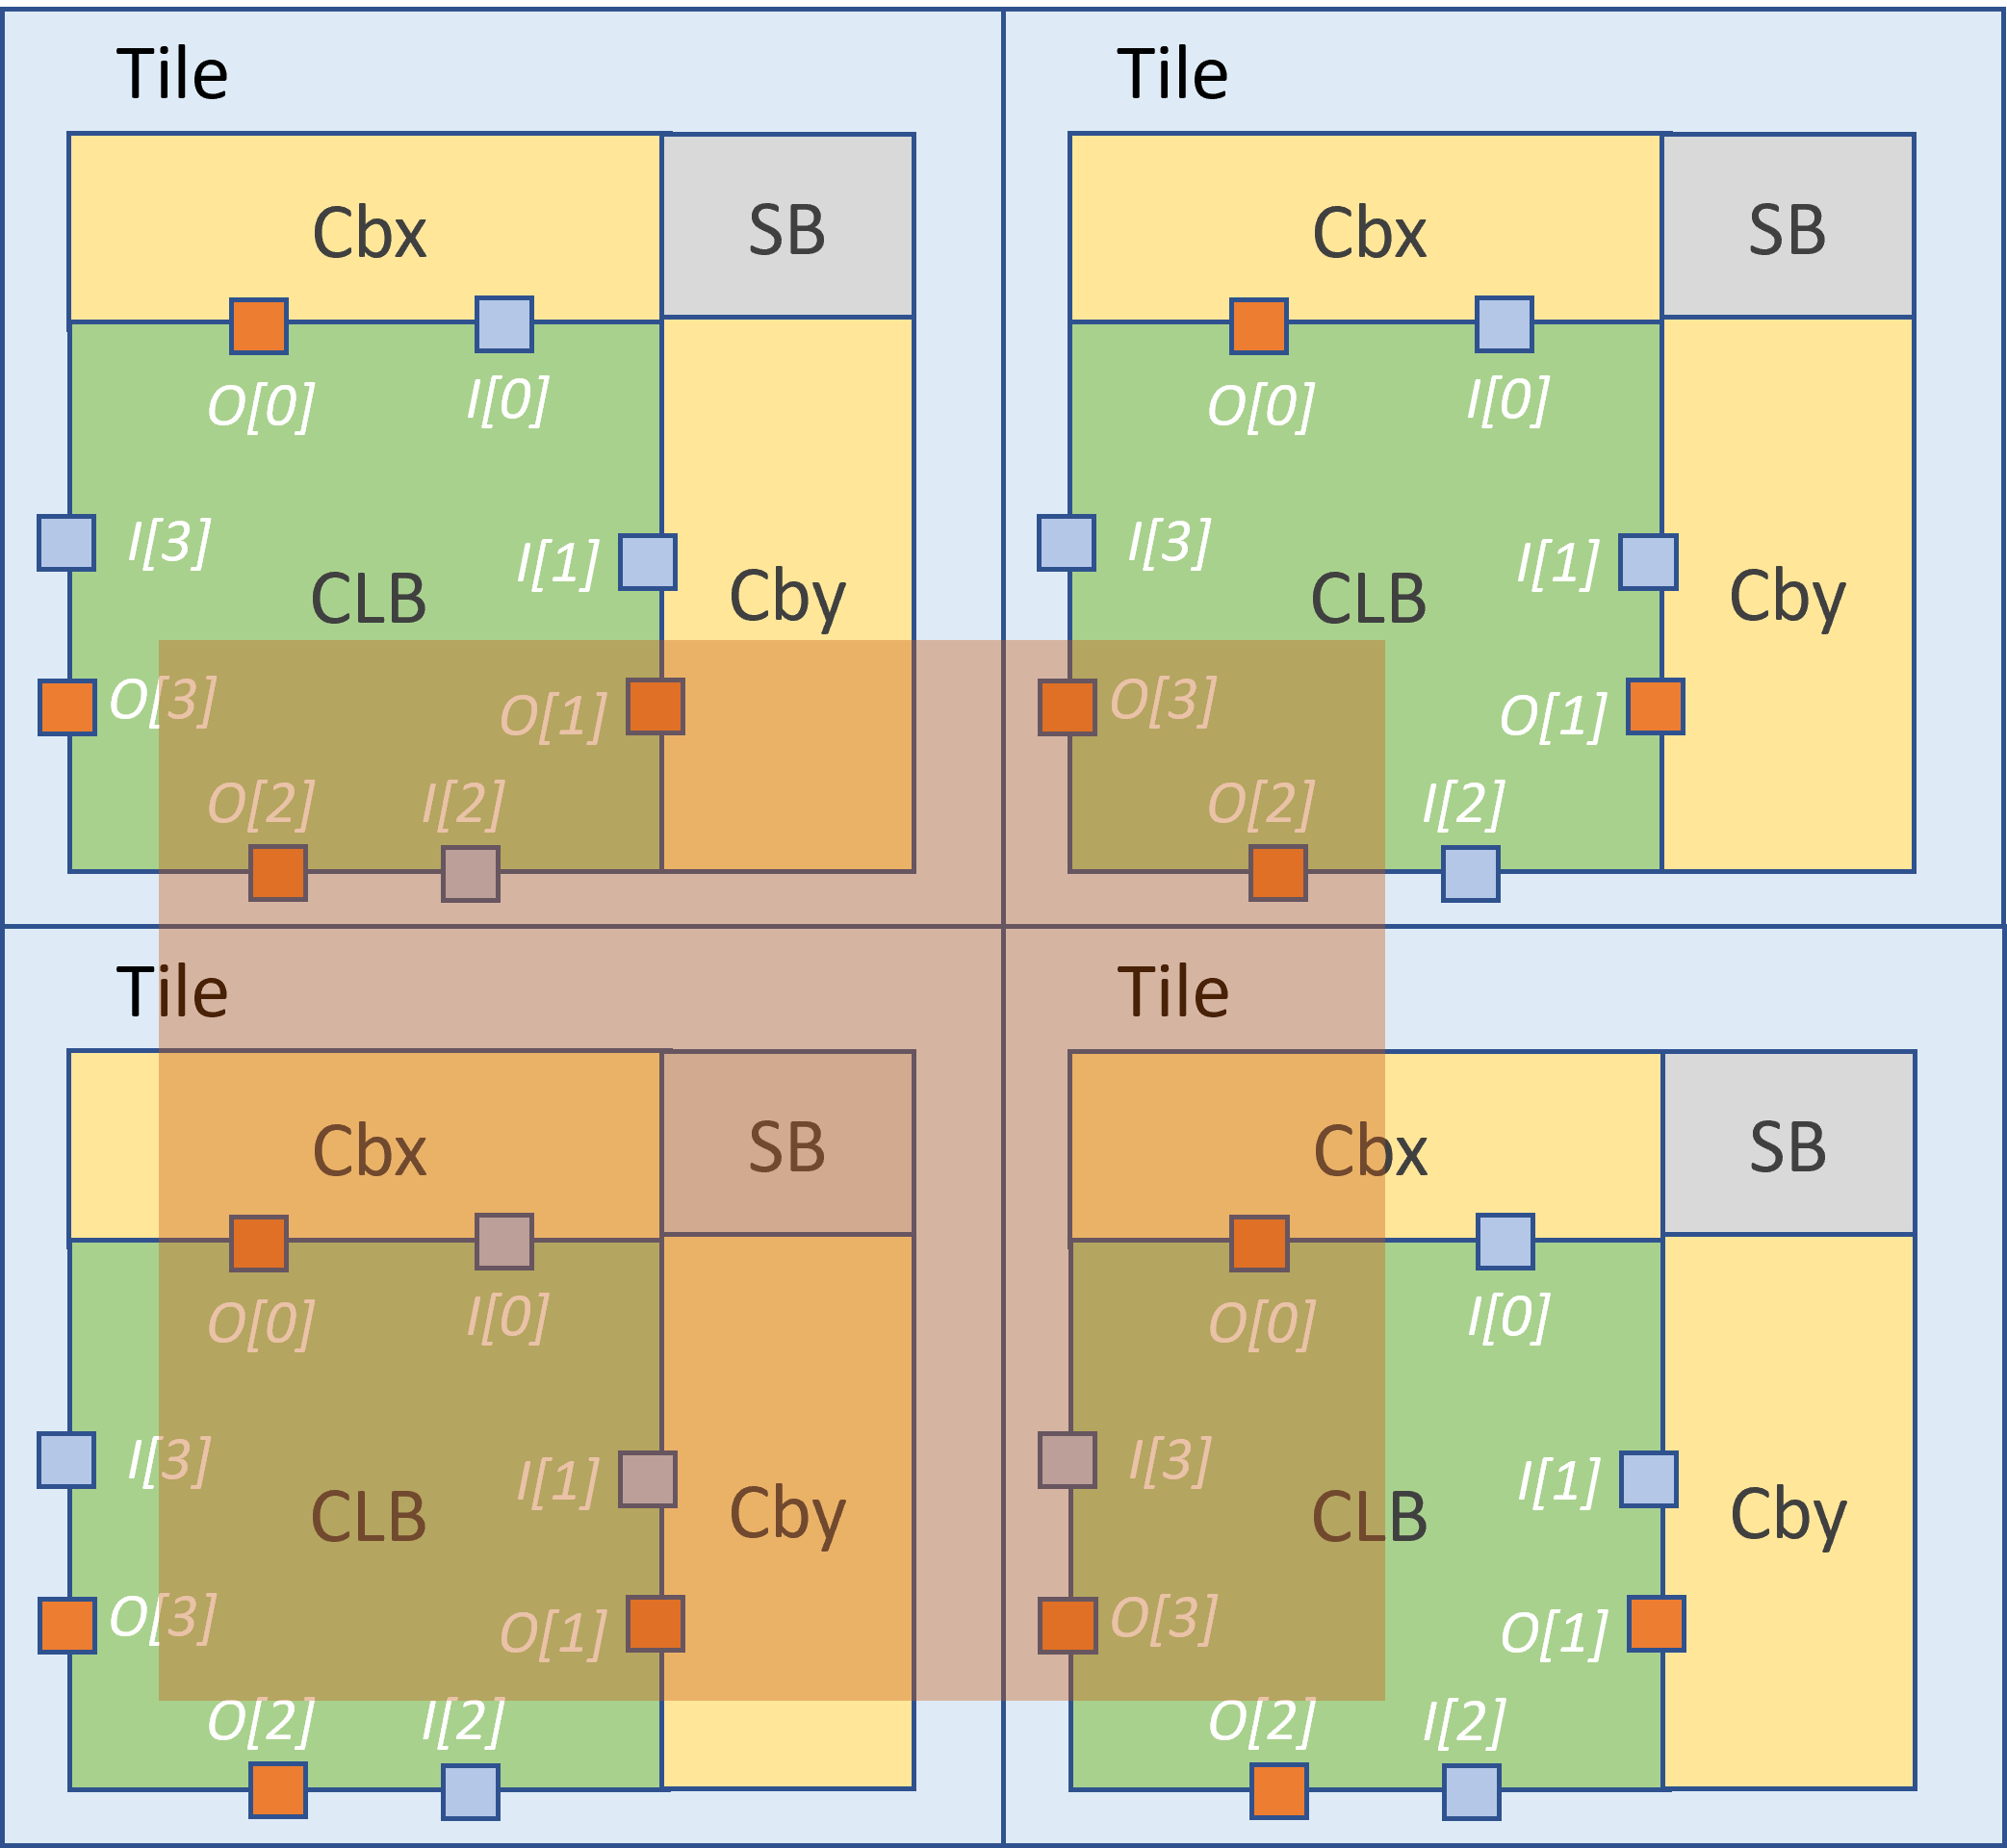 Tile Tile
Cbx SB Cbx SB
O[0] I[0] O[0] I[0]
I[3] I[1] I[3] I[1]
CLB Cby CLB Cby
O[3] O[1] O[3] O[1]
O[2] I[2] O[2] I[2]
Tile Tile
Cbx SB Cbx SB
O[0] I[0] O[0] I[0]
I[3] I[1] I[3] I[1]
CLB Cby CLB Cby
O[3] O[1] O[3] O[1]
O[2] I[2] O[2] I[2]